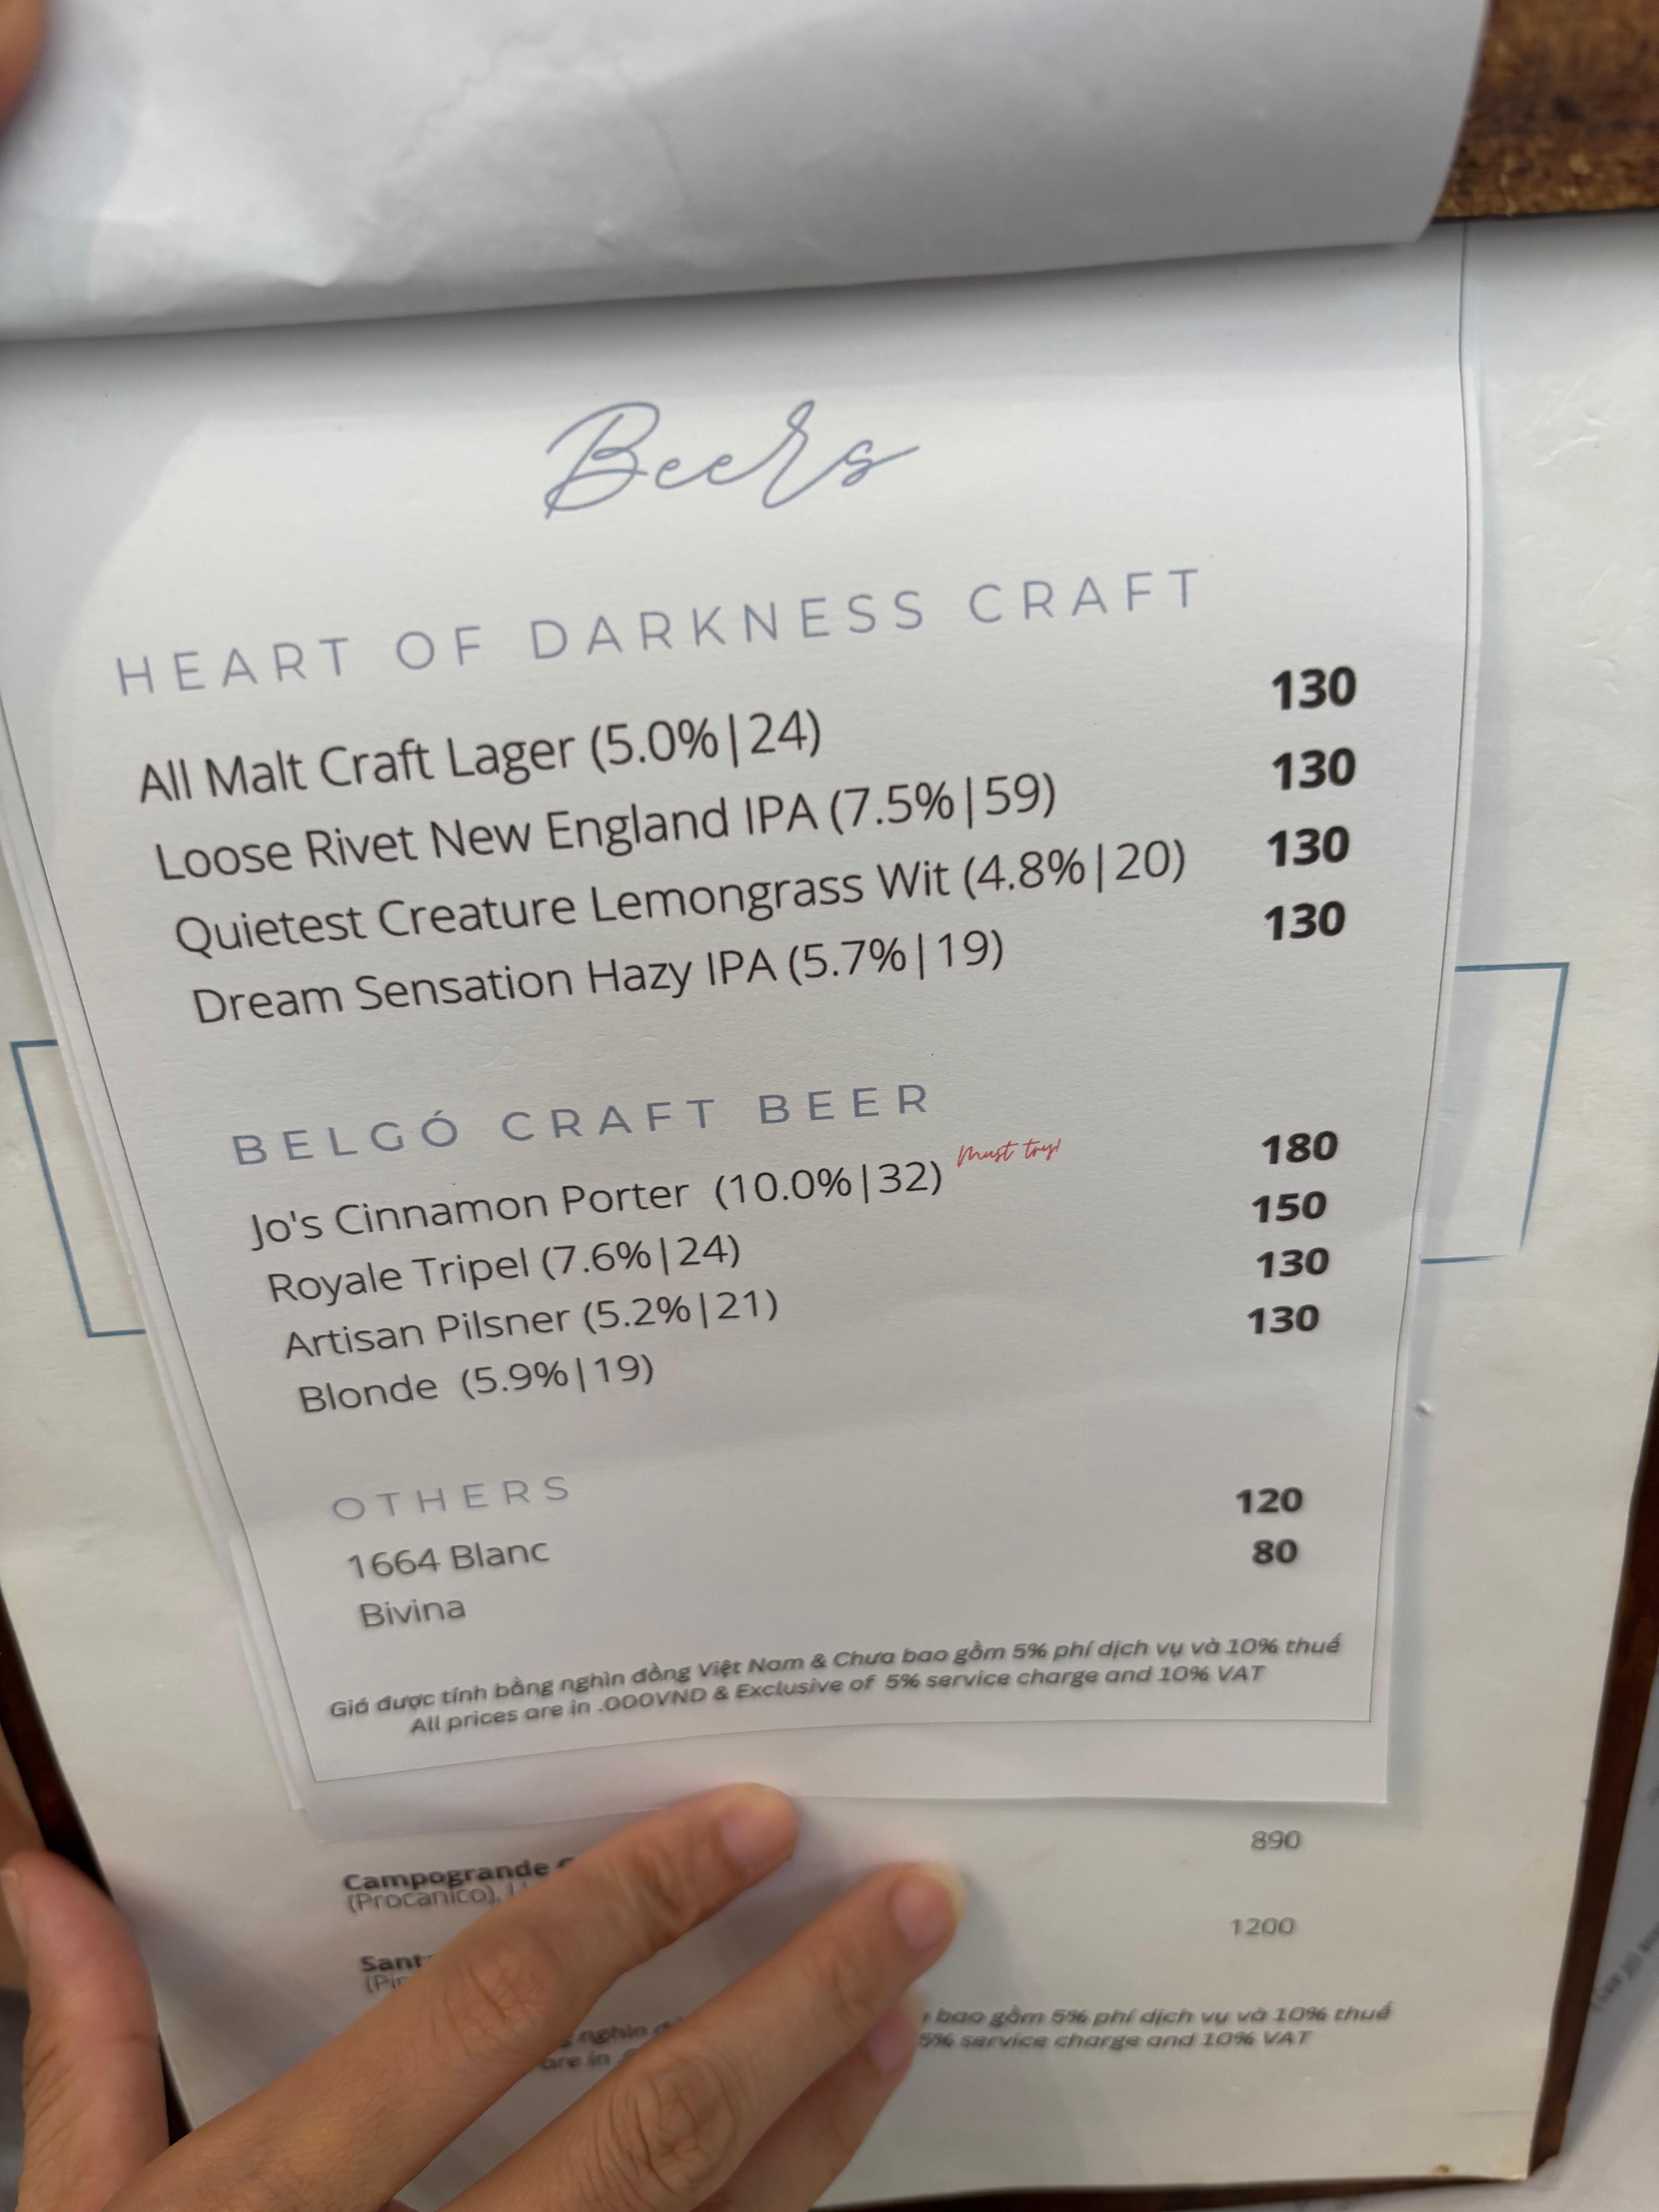 Beers
HEART OF DARKNESS CRAFT
All Malt Craft Lager (5.0%|24) 130
Loose Rivet New England IPA (7.5%|59) 130
Quietest Creature Lemongrass Wit (4.8%|20) 130
Dream Sensation Hazy IPA (5.7%|19) 130
BELGÓ CRAFT BEER
Jo's Cinnamon Porter (10.0%|32) Must try! 180
Royale Tripel (7.6%|24) 150
Artisan Pilsner (5.2%|21) 130
Blonde (5.9%|19) 130
OTHERS
1664 Blanc 120
Bivina 80
Giá được tính bằng nghìn đồng Việt Nam & Chưa bao gồm 5% phí dịch vụ và 10% thuế
All prices are in .000VND & Exclusive of 5% service charge and 10% VAT
Campogrande 890
(Procanico),
1200
bao gồm 5% phí dịch vụ và 10% thuế
5% service charge and 10% VAT